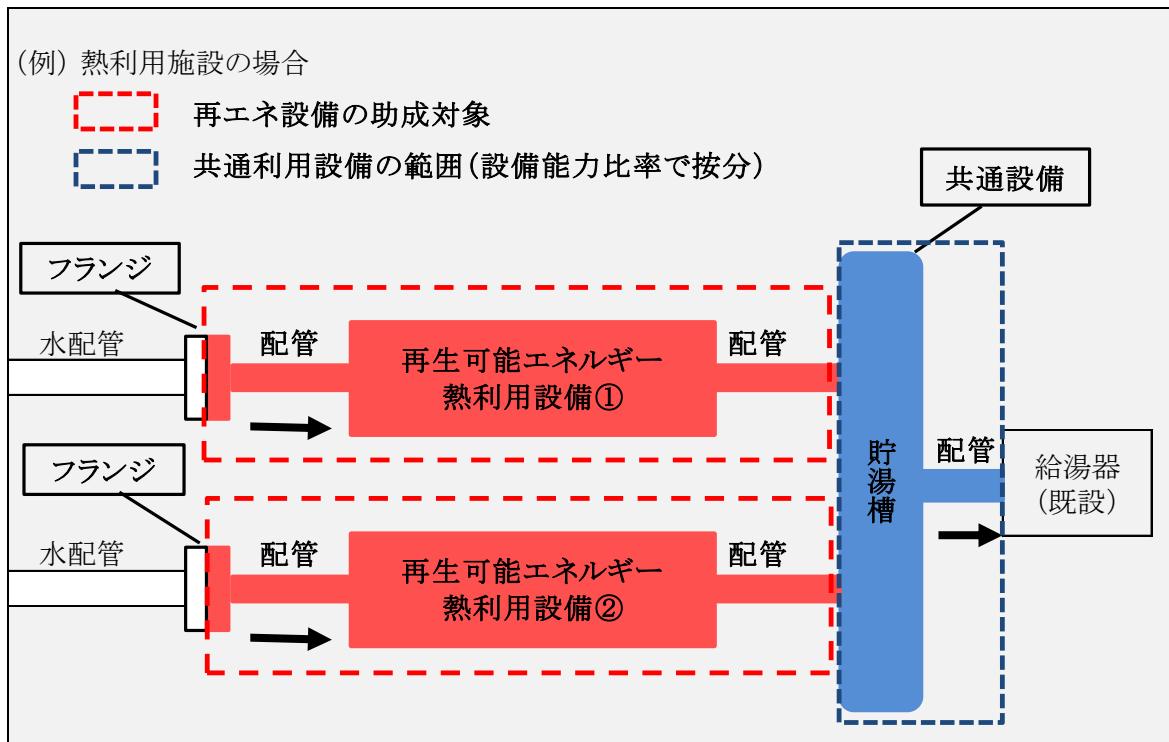 (例) 熱利用施設の場合
再エネ設備の助成対象
共通利用設備の範囲(設備能力比率で按分)
共通設備
フランジ
水配管
配管
再生可能エネルギー
熱利用設備①
配管
フランジ
水配管
配管
再生可能エネルギー
熱利用設備②
配管
貯湯槽
配管
給湯器
(既設)